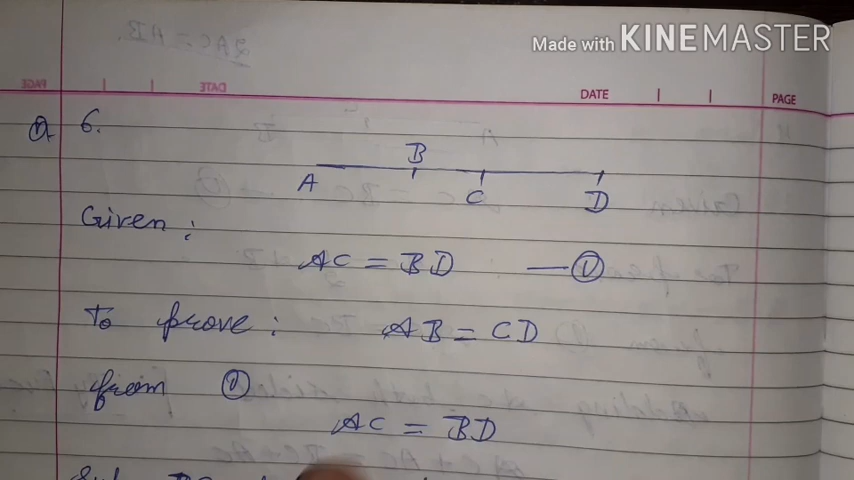 Made with KINEMASTER
DATE
PAGE
Q 6.
B
A
C
D
Given:
AC = BD — ①
To prove: AB = CD
from ①
AC = BD